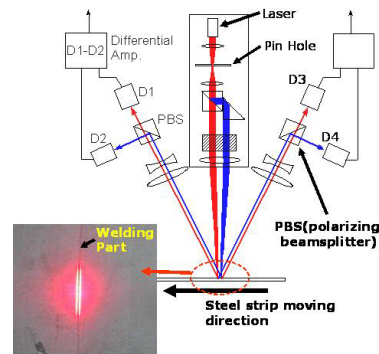 Laser
D1-D2
Differential
Amp.
Pin Hole
D1
D3
PBS
D2
D4
PBS(polarizing
beamsplitter)
Welding
Part
Steel strip moving
direction